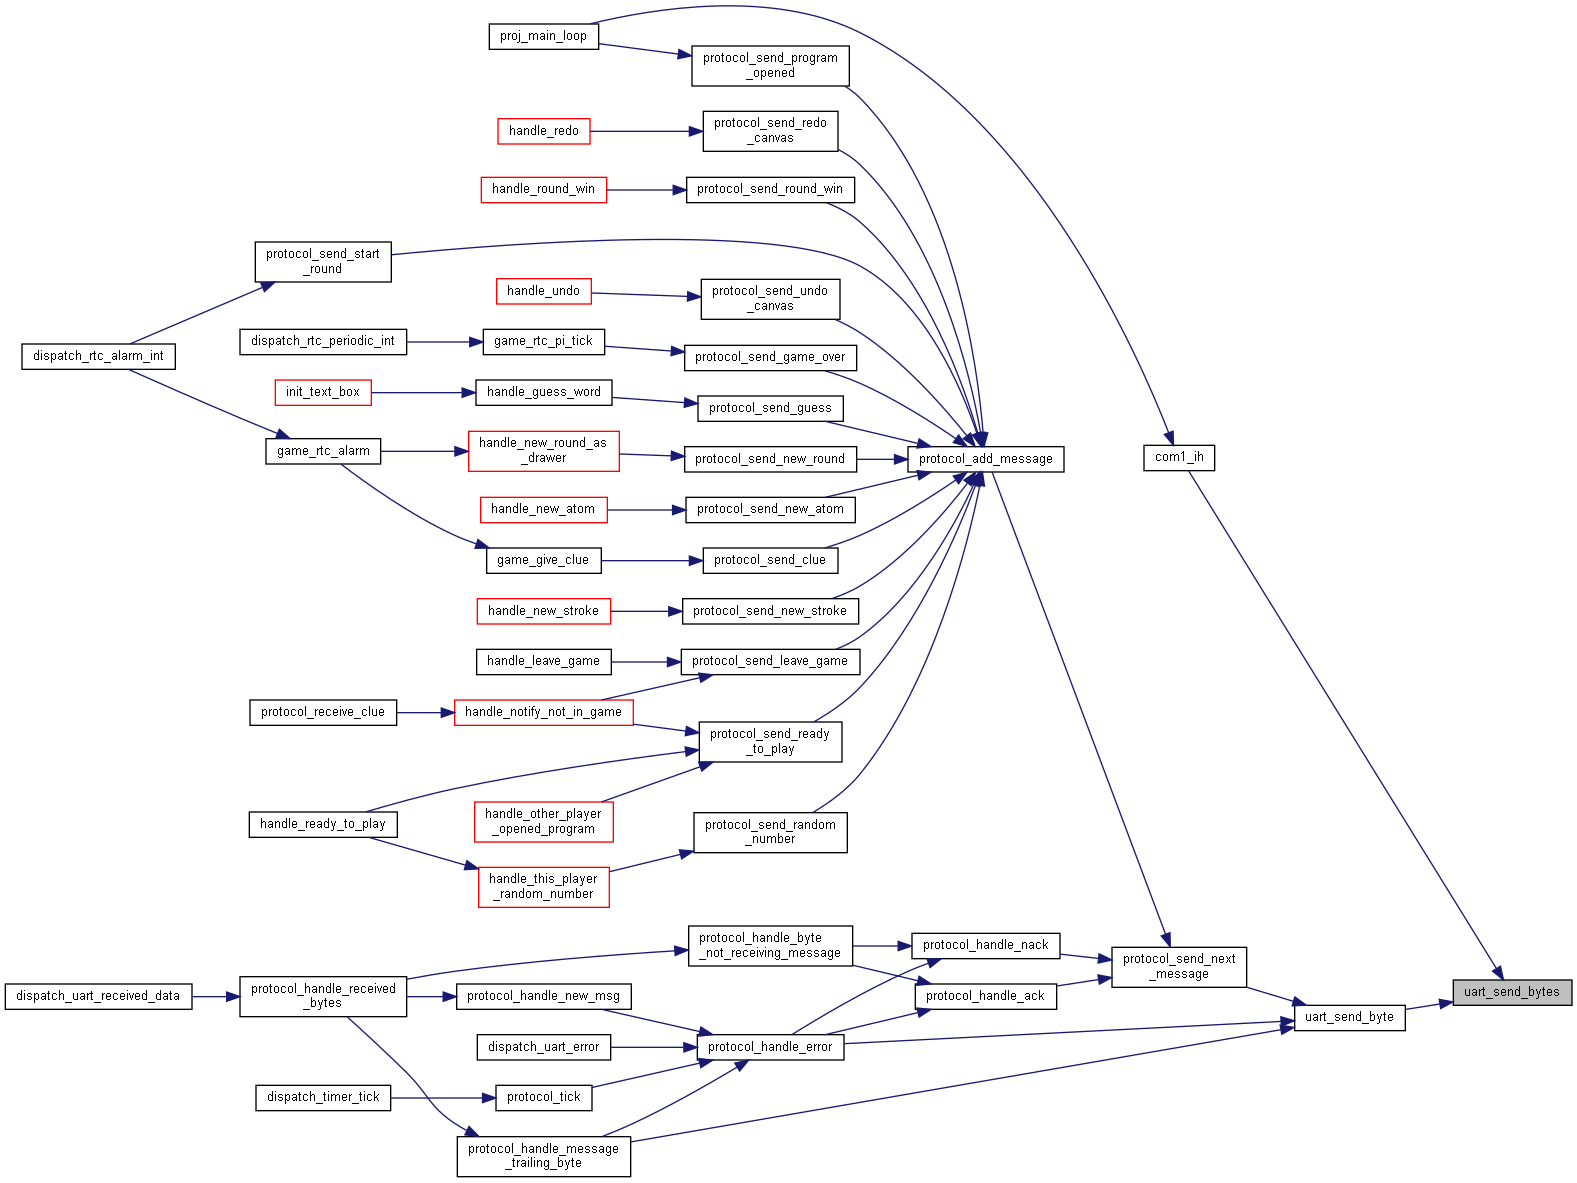 proj_main_loop
protocol_send_program
_opened
handle_redo
protocol_send_redo
_canvas
handle_round_win
protocol_send_round_win
protocol_send_start
_round
handle_undo
protocol_send_undo
_canvas
dispatch_rtc_alarm_int
dispatch_rtc_periodic_int
game_rtc_pi_tick
protocol_send_game_over
init_text_box
handle_guess_word
protocol_send_guess
game_rtc_alarm
handle_new_round_as
_drawer
protocol_send_new_round
protocol_add_message
com1_ih
handle_new_atom
protocol_send_new_atom
game_give_clue
protocol_send_clue
handle_new_stroke
protocol_send_new_stroke
handle_leave_game
protocol_send_leave_game
protocol_receive_clue
handle_notify_not_in_game
protocol_send_ready
_to_play
handle_ready_to_play
handle_other_player
_opened_program
protocol_send_random
_number
handle_this_player
_random_number
protocol_handle_byte
_not_receiving_message
protocol_handle_nack
protocol_send_next
_message
dispatch_uart_received_data
protocol_handle_received
_bytes
protocol_handle_new_msg
protocol_handle_ack
uart_send_bytes
uart_send_byte
dispatch_uart_error
protocol_handle_error
dispatch_timer_tick
protocol_tick
protocol_handle_message
_trailing_byte